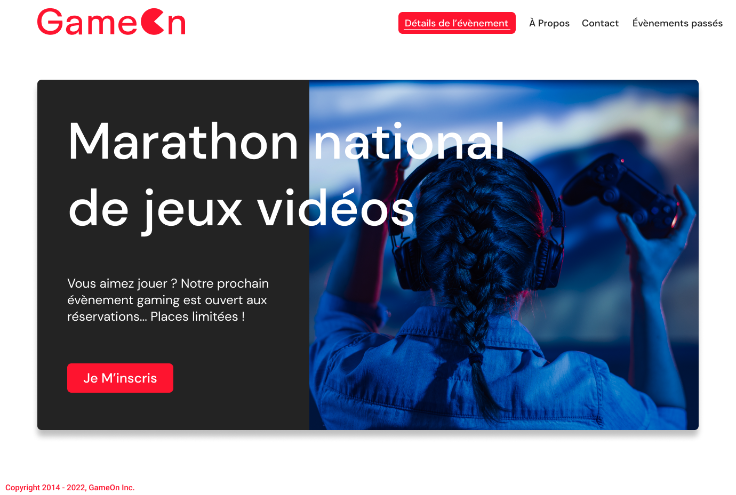 GameOn
Détails de l'évènement
À Propos
Contact
Évènements passés
Marathon national
de jeux vidéos
Vous aimez jouer ? Notre prochain
évènement gaming est ouvert aux
réservations... Places limitées !
Je M'inscris
Copyright 2014 - 2022, GameOn Inc.